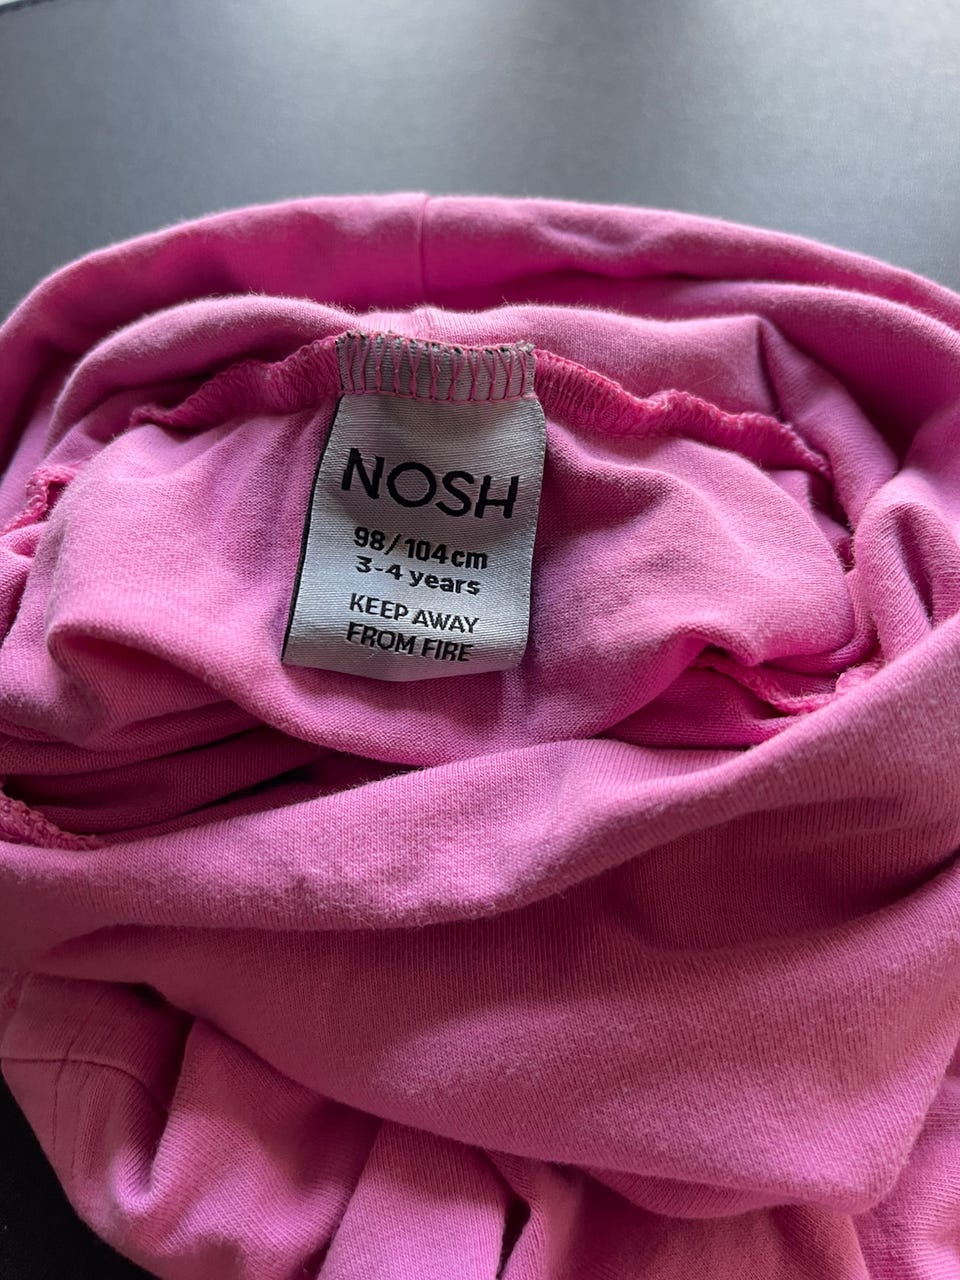 NOSH
98/104cm
3-4 years
KEEP AWAY
FROM FIRE